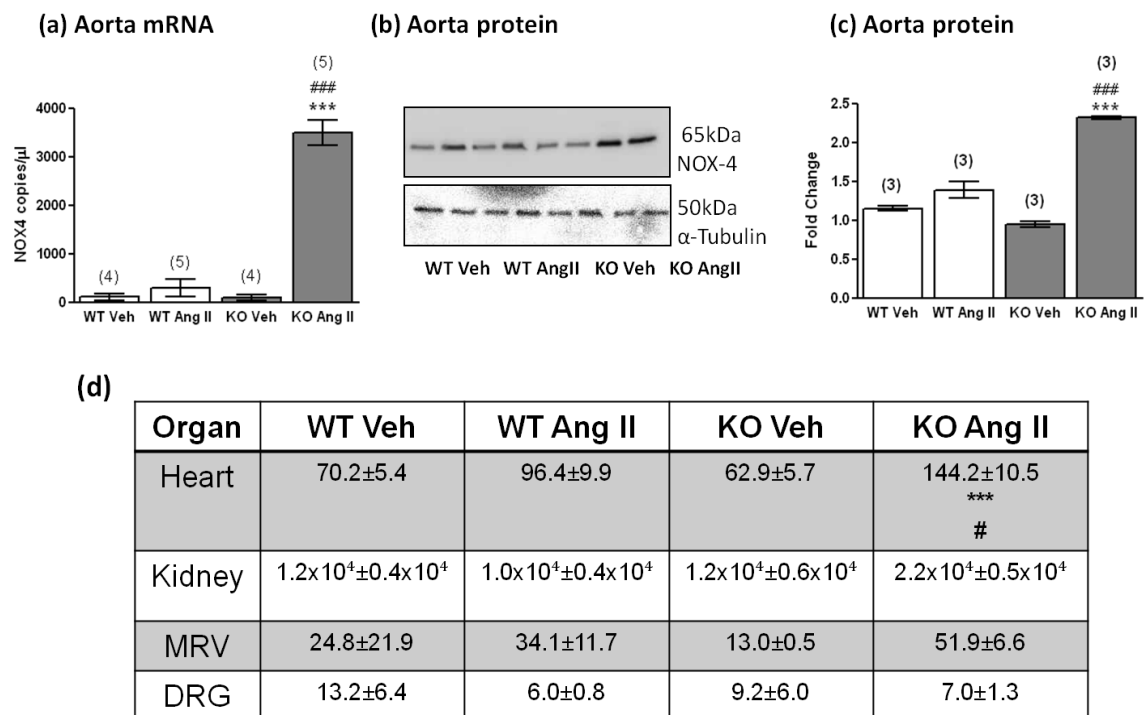 (a) Aorta mRNA
(5)
###
***
4000
3000
2000
1000
0
NOX4 copies/µl
(4)
(5)
(4)
WT Veh WT Ang II KO Veh KO Ang II
(b) Aorta protein
65kDa
NOX-4
50kDa
α-Tubulin
WT Veh WT AngII KO Veh KO AngII
(c) Aorta protein
(3)
###
***
2.5
2.0
1.5
1.0
0.5
0.0
Fold Change
(3)
(3)
(3)
WT Veh WT Ang II KO Veh KO Ang II
(d)
Organ WT Veh WT Ang II KO Veh KO Ang II
Heart 70.2±5.4 96.4±9.9 62.9±5.7 144.2±10.5
***
#
Kidney 1.2x10⁴±0.4x10⁴ 1.0x10⁴±0.4x10⁴ 1.2x10⁴±0.6x10⁴ 2.2x10⁴±0.5x10⁴
MRV 24.8±21.9 34.1±11.7 13.0±0.5 51.9±6.6
DRG 13.2±6.4 6.0±0.8 9.2±6.0 7.0±1.3